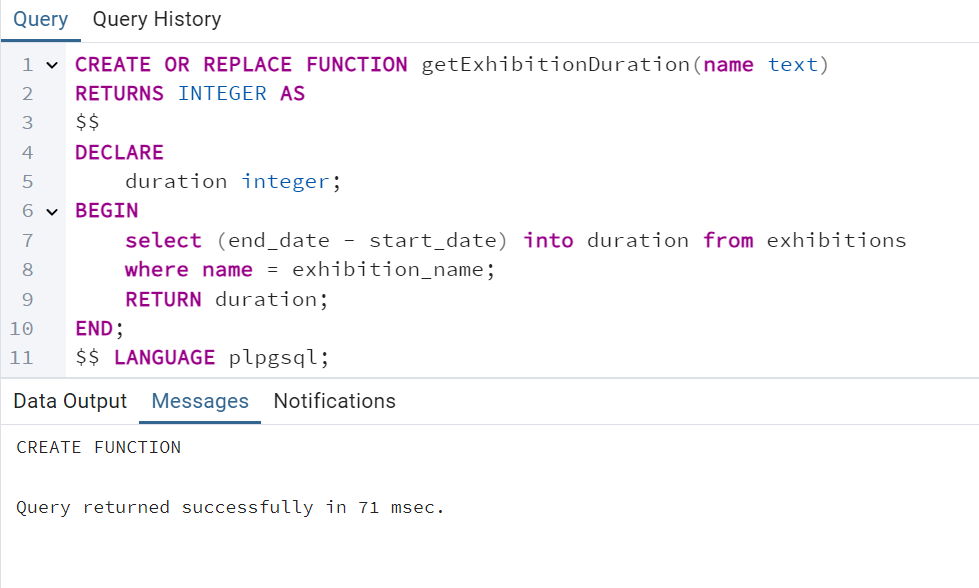 Query Query History
1 CREATE OR REPLACE FUNCTION getExhibitionDuration(name text)
2 RETURNS INTEGER AS
3 $$
4 DECLARE
5 duration integer;
6 BEGIN
7 select (end_date - start_date) into duration from exhibitions
8 where name = exhibition_name;
9 RETURN duration;
10 END;
11 $$ LANGUAGE plpgsql;
Data Output Messages Notifications
CREATE FUNCTION
Query returned successfully in 71 msec.